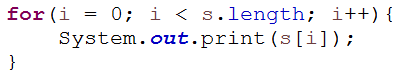 for(i = 0; i < s.length; i++){
    System.out.print(s[i]);
}